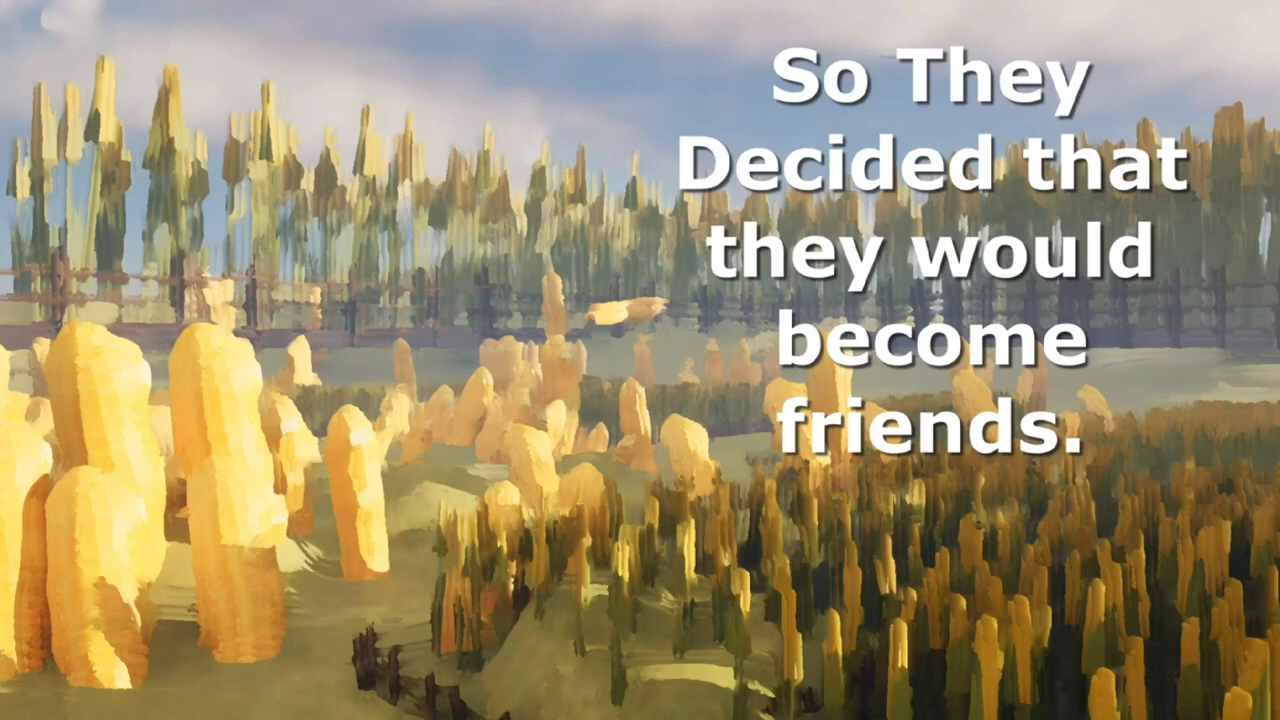 So They
Decided that
they would
become
friends.